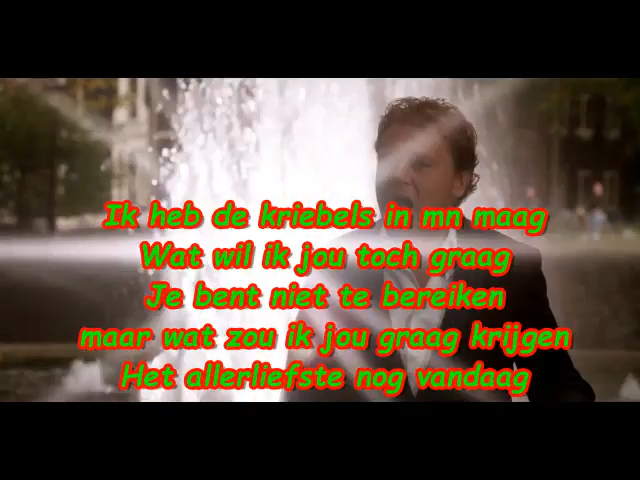 Ik heb de kriebels in mn maag
Wat wil ik jou toch graag
Je bent niet te bereiken
maar wat zou ik jou graag krijgen
Het allerliefste nog vandaag